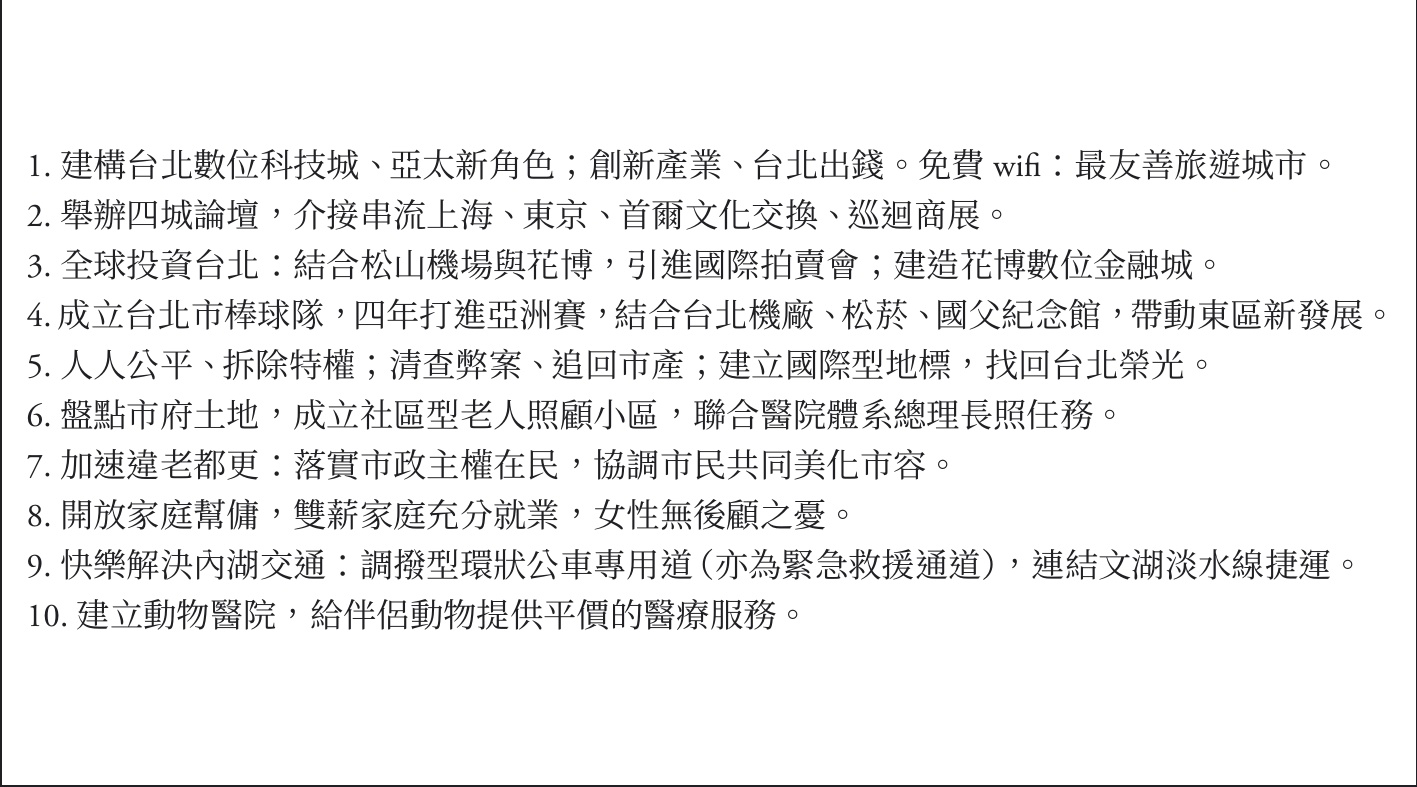 1. 建構台北數位科技城、亞太新角色；創新產業、台北出錢。免費 wifi：最友善旅遊城市。
2. 舉辦四城論壇，介接串流上海、東京、首爾文化交換、巡迴商展。
3. 全球投資台北：結合松山機場與花博，引進國際拍賣會；建造花博數位金融城。
4. 成立台北市棒球隊，四年打進亞洲賽，結合台北機廠、松菸、國父紀念館，帶動東區新發展。
5. 人人公平、拆除特權；清查弊案、追回市產；建立國際型地標，找回台北榮光。
6. 盤點市府土地，成立社區型老人照顧小區，聯合醫院體系總理長照任務。
7. 加速違老都更：落實市政主權在民，協調市民共同美化市容。
8. 開放家庭幫傭，雙薪家庭充分就業，女性無後顧之憂。
9. 快樂解決內湖交通：調撥型環狀公車專用道（亦為緊急救援通道），連結文湖淡水線捷運。
10. 建立動物醫院，給伴侶動物提供平價的醫療服務。